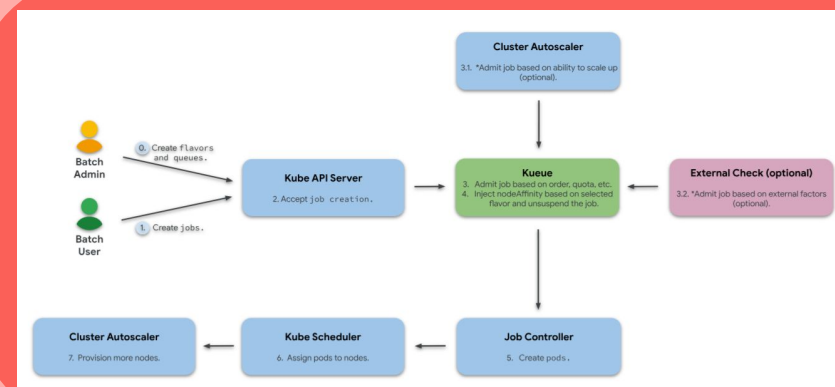 Cluster Autoscaler
3.1. *Admit job based on ability to scale up
(optional).
0. Create flavors
and queues.
Batch
Admin
Kube API Server
2. Accept job creation.
Kueue
3. Admit job based on order, quota, etc.
4. Inject nodeAffinity based on selected
flavor and unsuspend the job.
External Check (optional)
3.2. *Admit job based on external factors
(optional).
1. Create jobs.
Batch
User
Cluster Autoscaler
7. Provision more nodes.
Kube Scheduler
6. Assign pods to nodes.
Job Controller
5. Create pods.